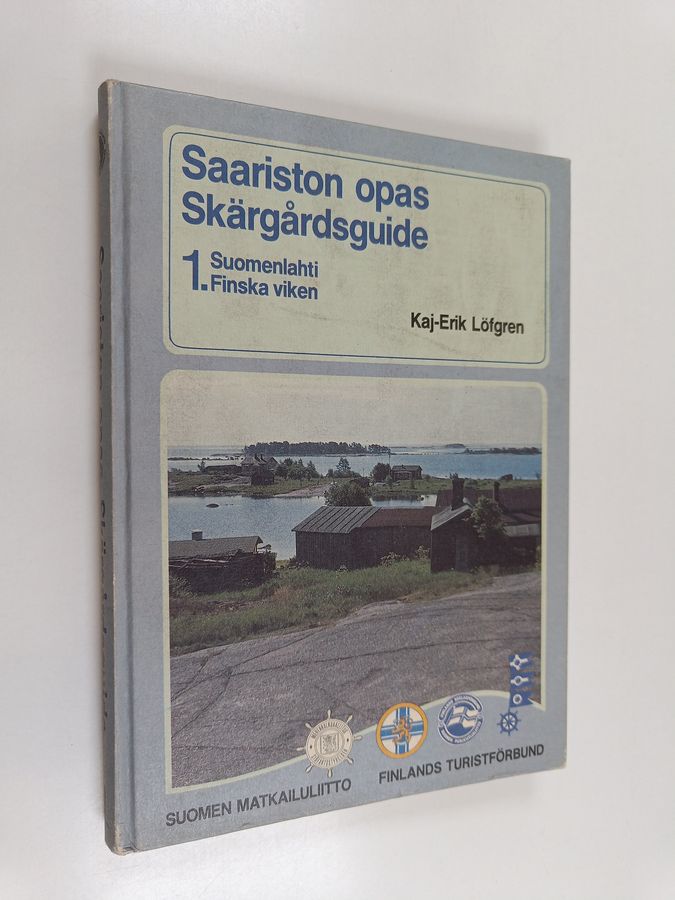 Saariston opas
Skärgårdsguide
1. Suomenlahti
Finska viken
Kaj-Erik Löfgren
SUOMEN MATKAILULIITTO
FINLANDS TURISTFÖRBUND